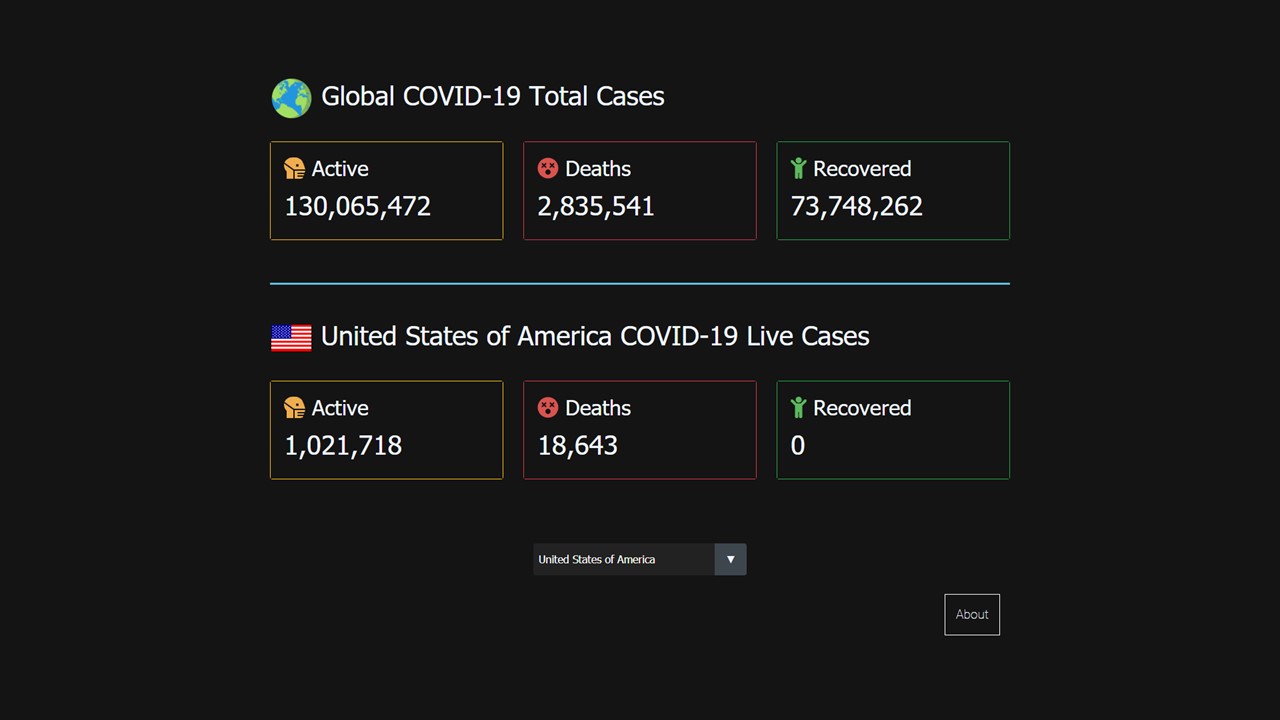 Global COVID-19 Total Cases
Active
130,065,472
Deaths
2,835,541
Recovered
73,748,262
United States of America COVID-19 Live Cases
Active
1,021,718
Deaths
18,643
Recovered
0
United States of America ▼
About